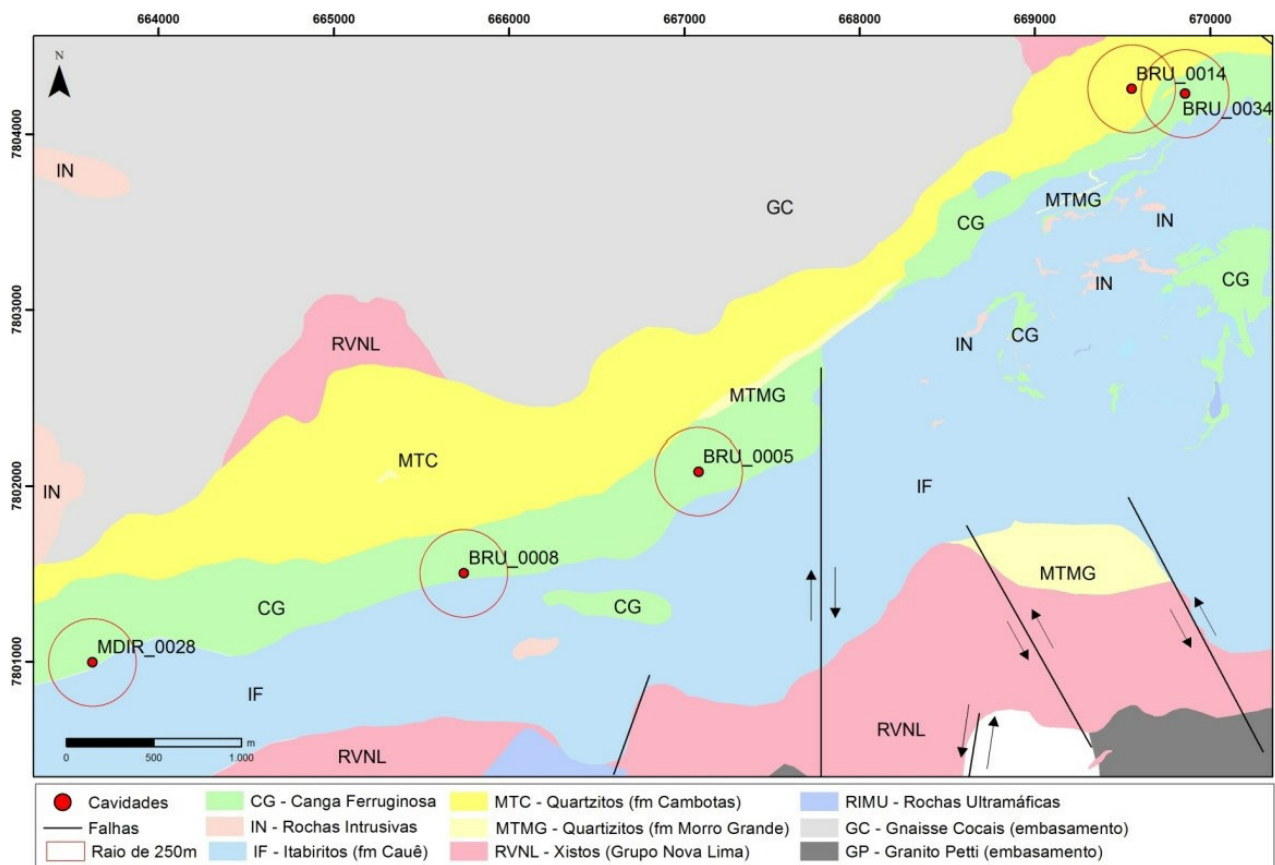 664000 665000 666000 667000 668000 669000 670000
N
BRU_0014
BRU_0034
7804000
IN
MTMG
GC
CG
IN
CG
IN
7803000
RVNL
IN
CG
MTMG
MTC
BRU_0005
7802000
IN
IF
BRU_0008
MTMG
CG
CG
MDIR_0028
7801000
IF
RVNL
RVNL
m
0 500 1.000
Cavidades
Falhas
Raio de 250m
CG - Canga Ferruginosa
IN - Rochas Intrusivas
IF - Itabiritos (fm Cauê)
MTC - Quartzitos (fm Cambotas)
MTMG - Quartizitos (fm Morro Grande)
RVNL - Xistos (Grupo Nova Lima)
RIMU - Rochas Ultramáficas
GC - Gnaisse Cocais (embasamento)
GP - Granito Petti (embasamento)